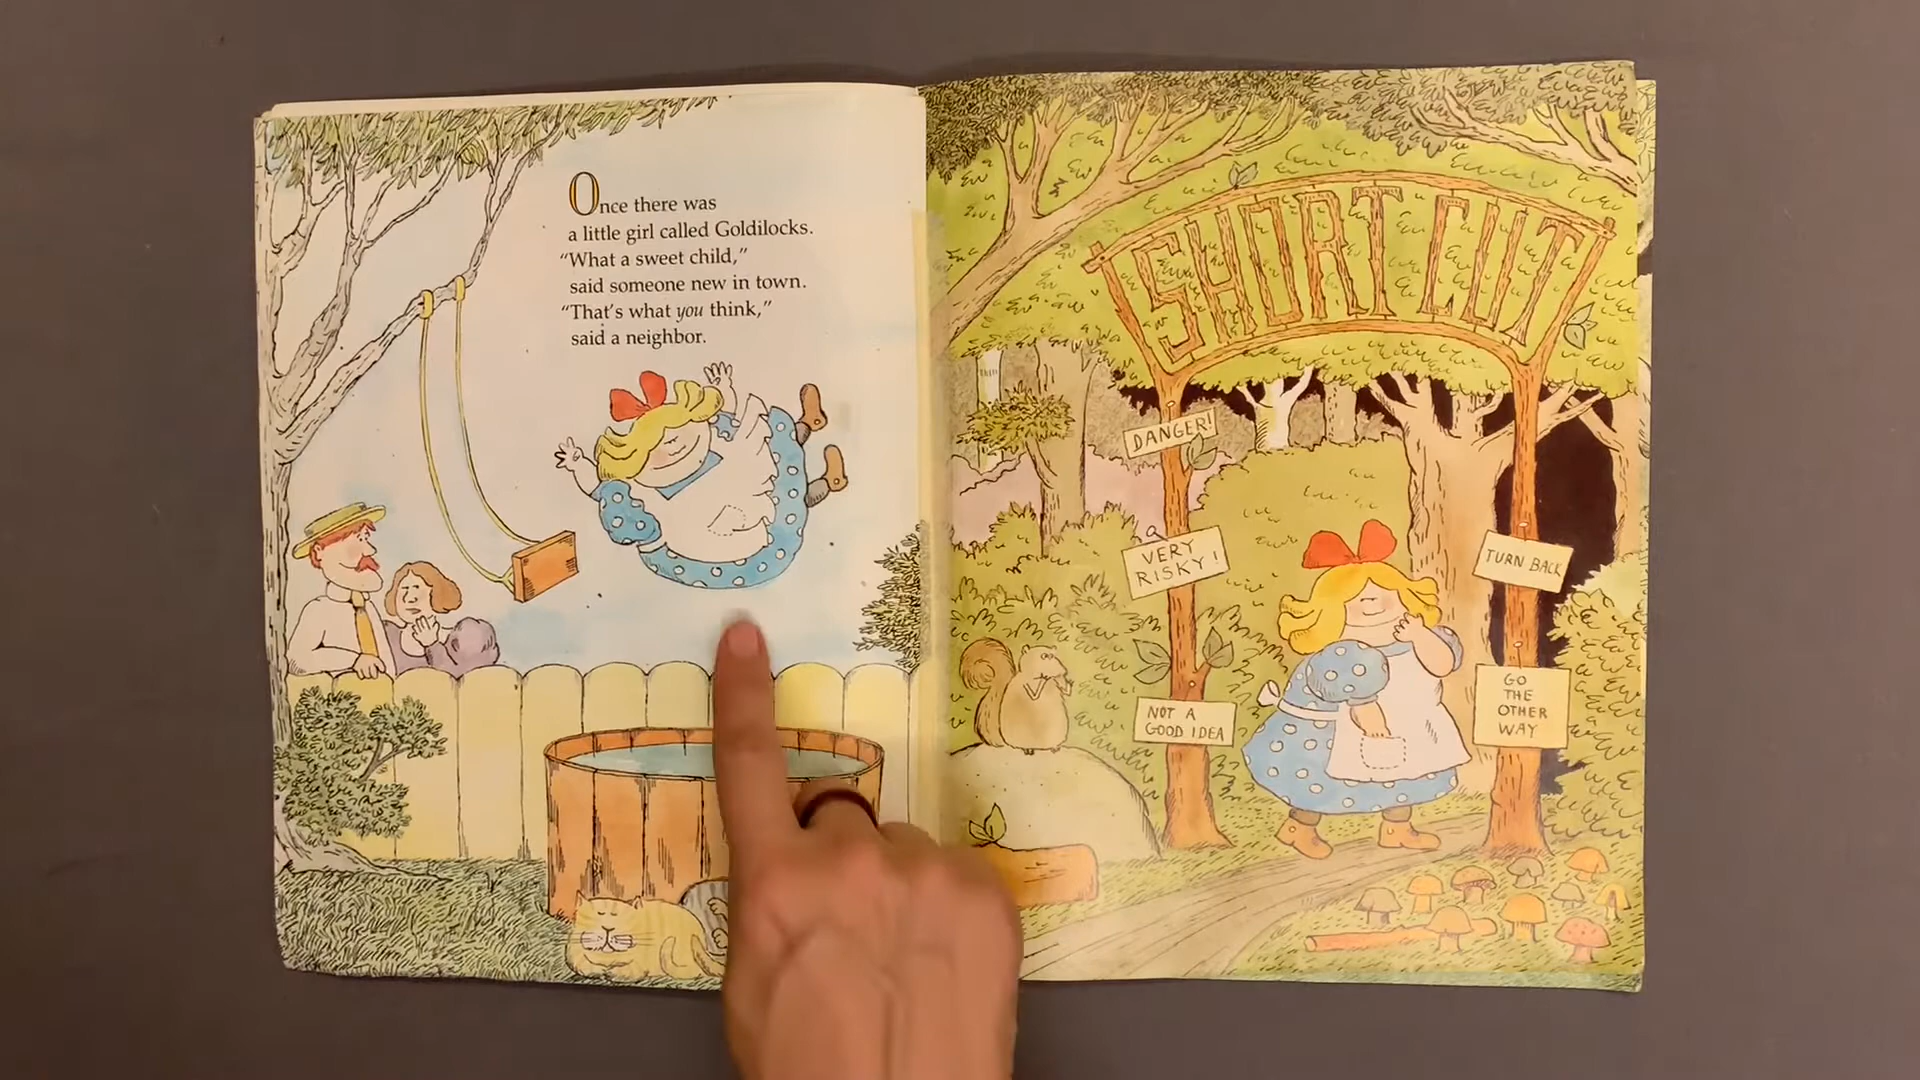 Once there was
a little girl called Goldilocks.
“What a sweet child,”
said someone new in town.
“That’s what you think,”
said a neighbor.
SHORT CUT
DANGER!
VERY
RISKY!
NOT A
GOOD IDEA
TURN BACK
GO
THE
OTHER
WAY